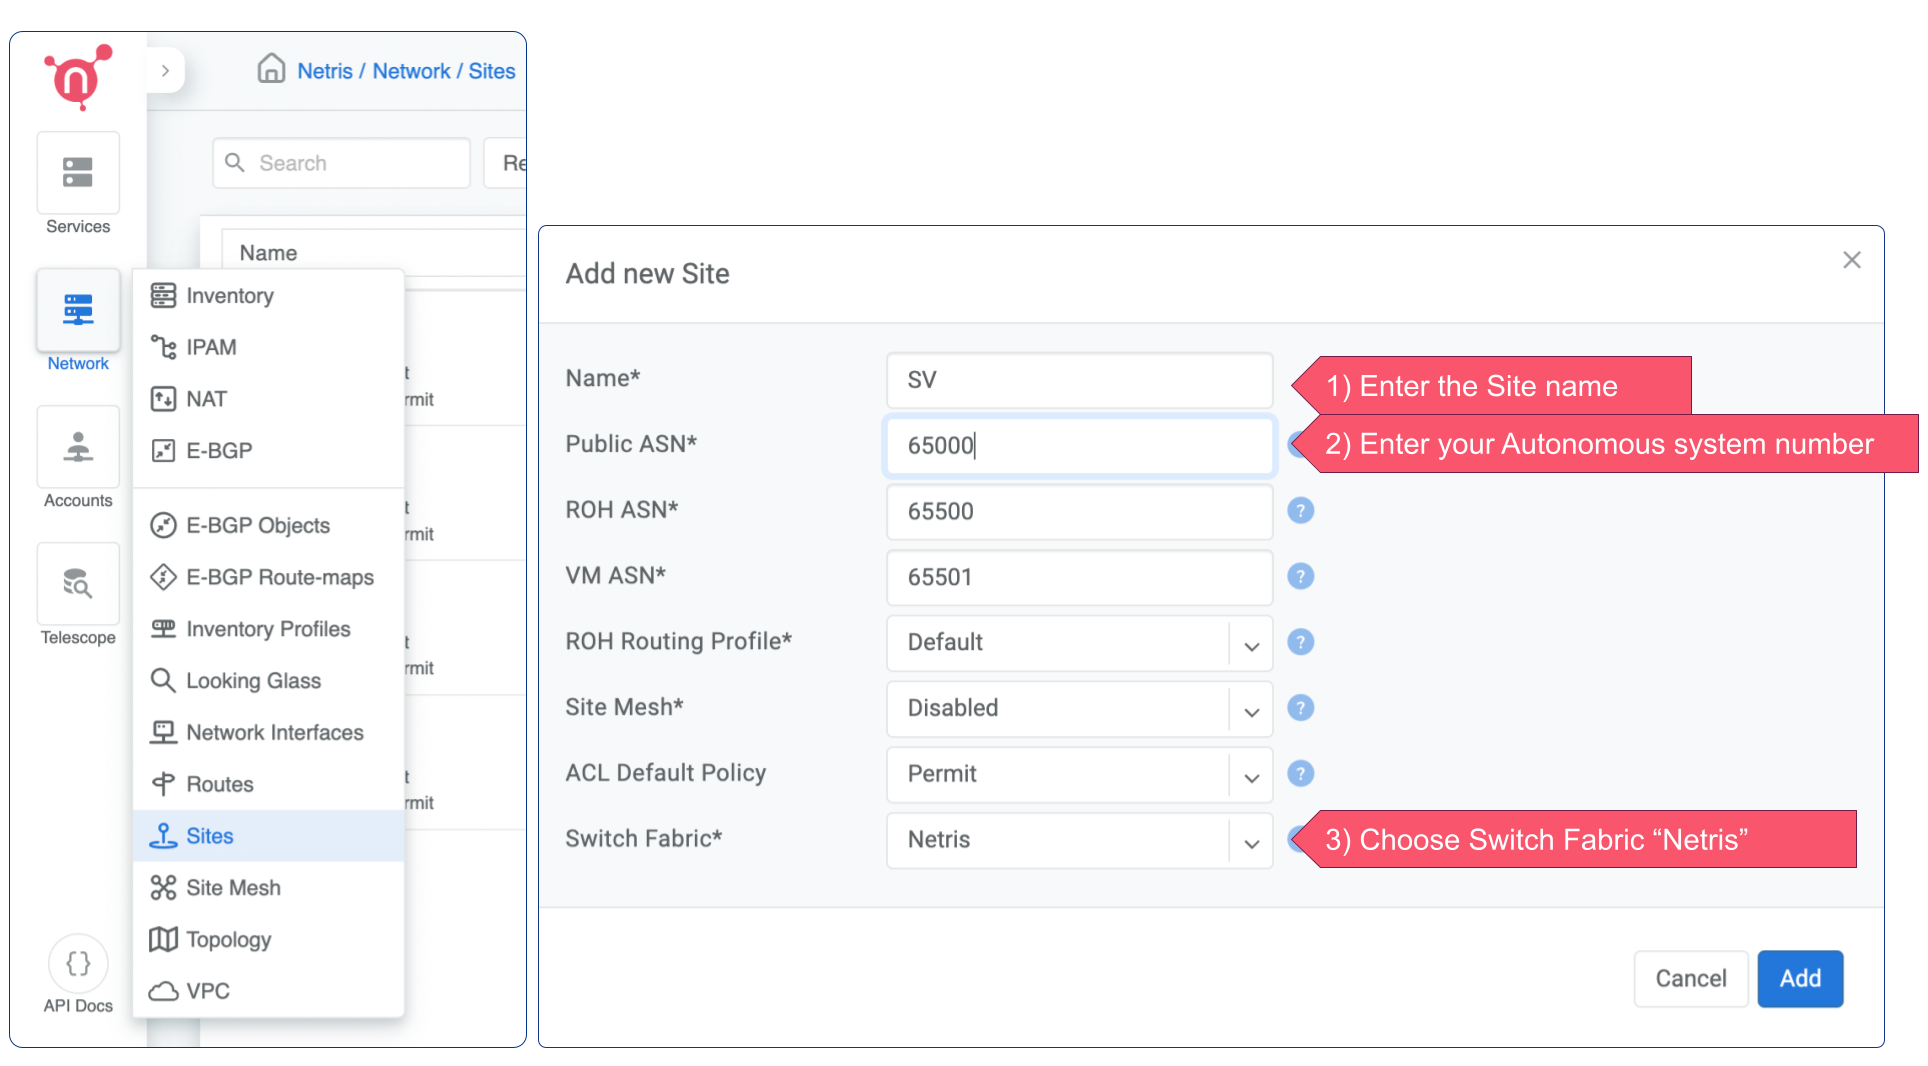 Netris / Network / Sites
Search
Re
Name
Services
Network
Accounts
Telescope
{} 
API Docs
Inventory
IPAM
NAT
E-BGP
E-BGP Objects
E-BGP Route-maps
Inventory Profiles
Looking Glass
Network Interfaces
Routes
Sites
Site Mesh
Topology
VPC
t
rmit
t
rmit
t
rmit
t
rmit
Add new Site
Name* SV
1) Enter the Site name
Public ASN* 65000
2) Enter your Autonomous system number
ROH ASN* 65500 ?
VM ASN* 65501 ?
ROH Routing Profile* Default ?
Site Mesh* Disabled ?
ACL Default Policy Permit ?
Switch Fabric* Netris
3) Choose Switch Fabric “Netris”
Cancel Add